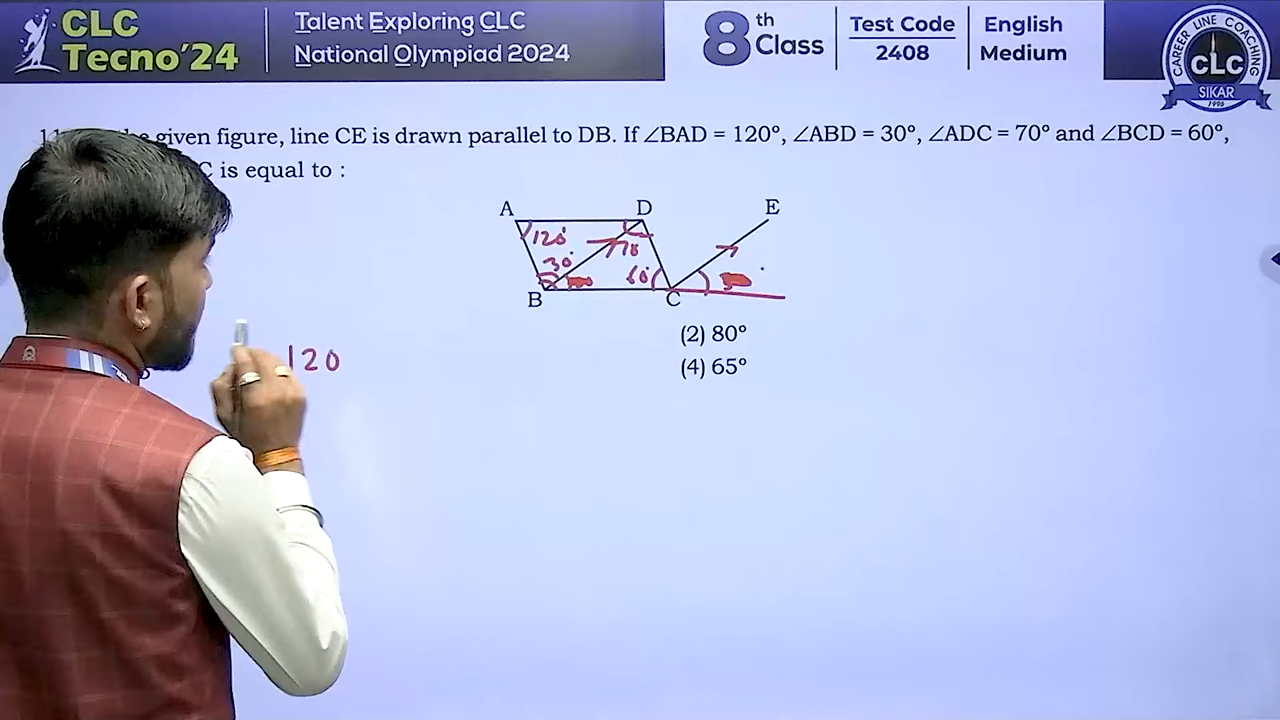 CLC
Tecno'24
Talent Exploring CLC
National Olympiad 2024
8th Class
Test Code
2408
English
Medium
CAREER LINE COACHING
CLC
SIKAR
1996
given figure, line CE is drawn parallel to DB. If ∠BAD = 120°, ∠ABD = 30°, ∠ADC = 70° and ∠BCD = 60°,
C is equal to :
A D E
120°
30° 70
60°
B C
(2) 80°
120
(4) 65°